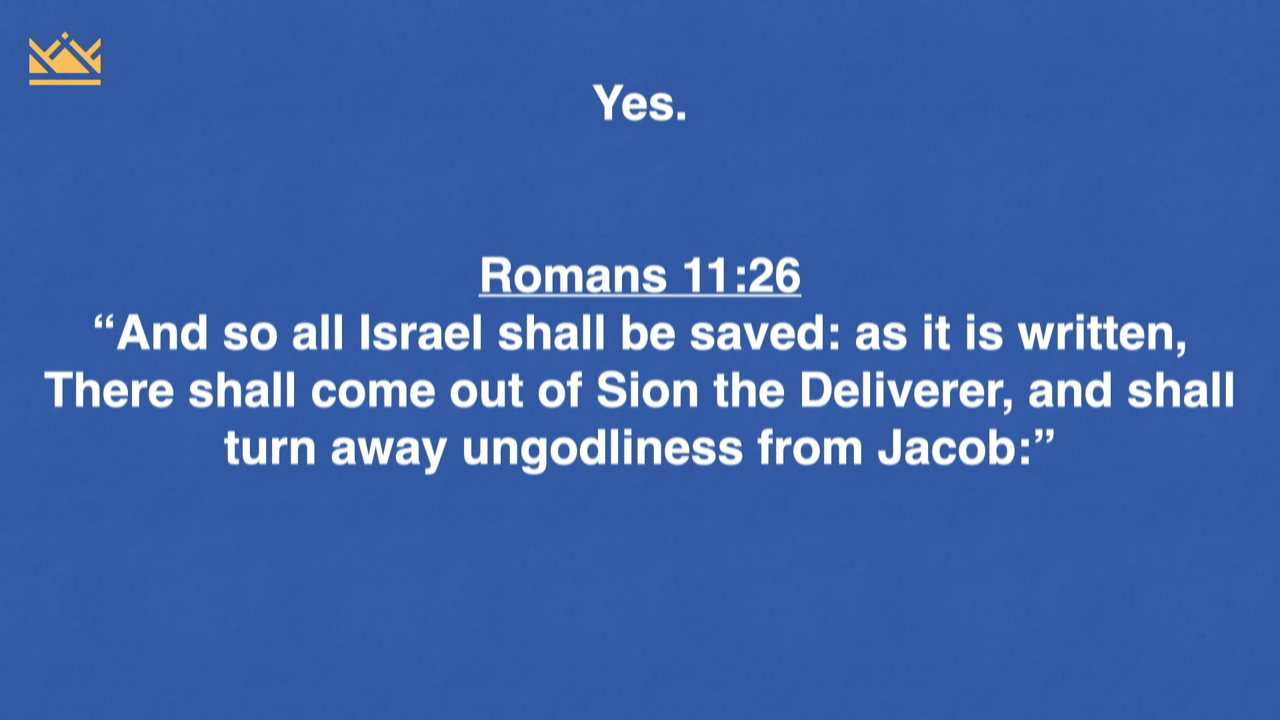 Yes.
Romans 11:26
“And so all Israel shall be saved: as it is written,
There shall come out of Sion the Deliverer, and shall
turn away ungodliness from Jacob:”